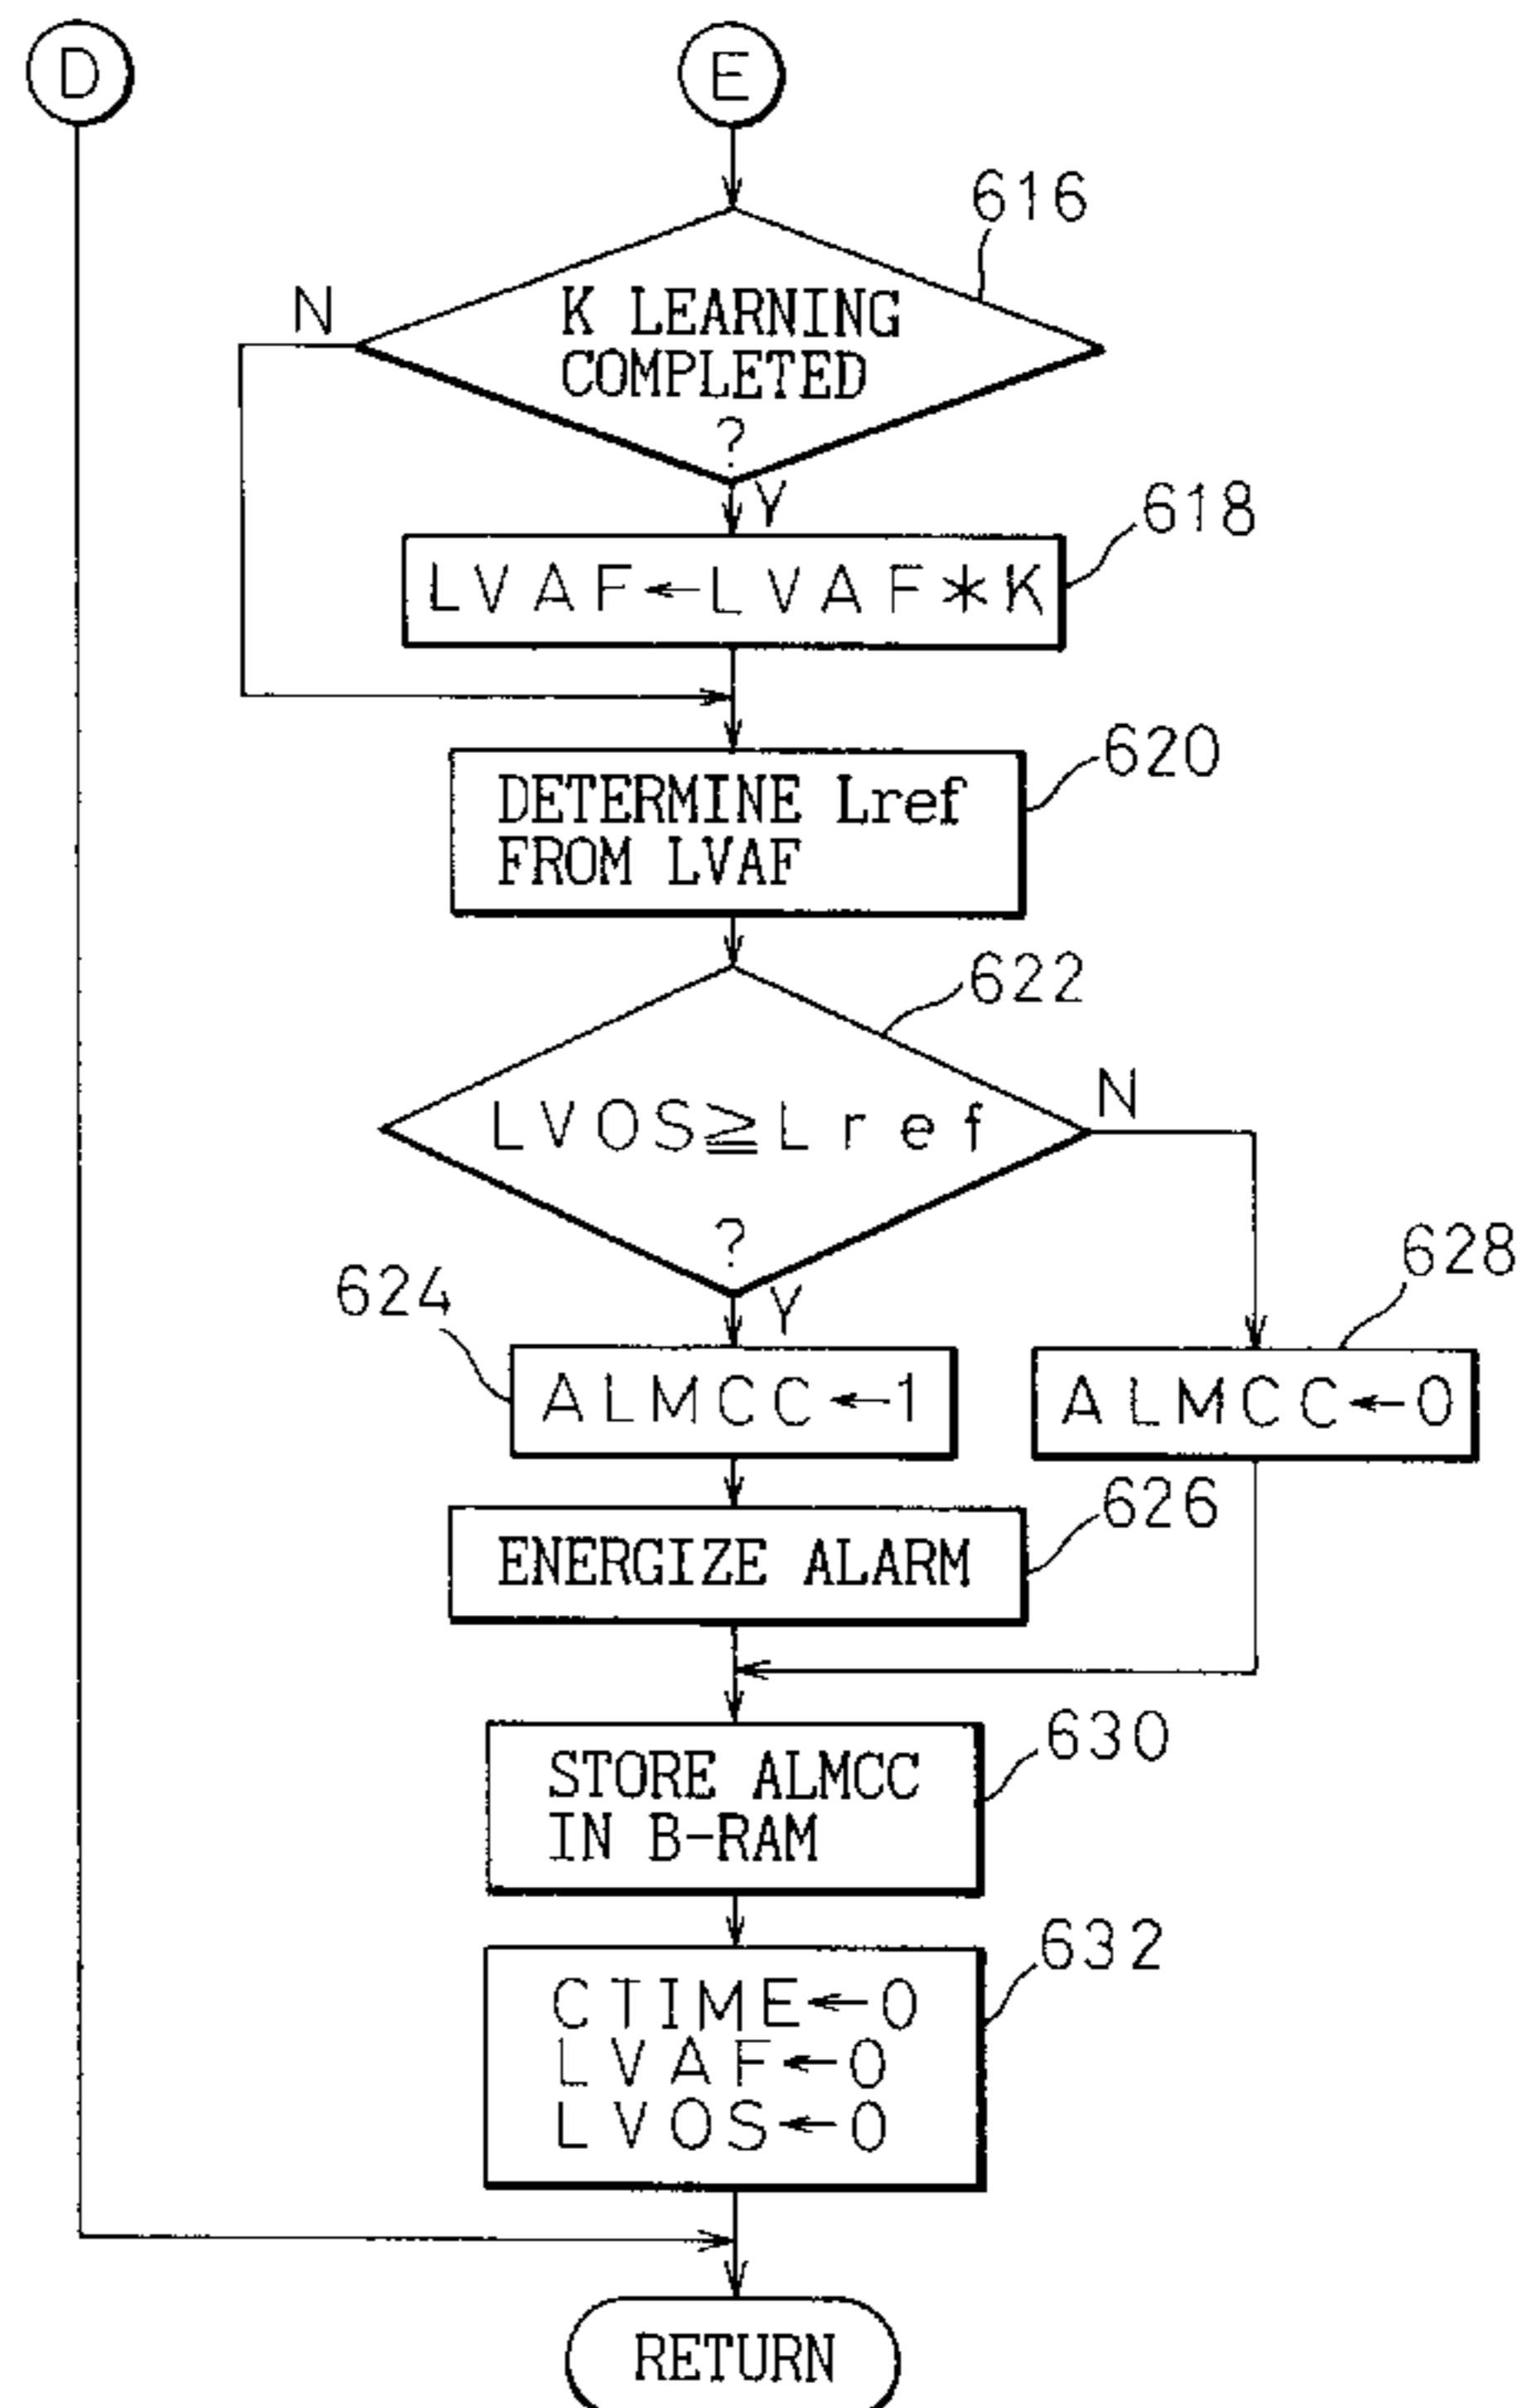 D
E
616
N
K LEARNING
COMPLETED
?
Y
618
LVAF←LVAF*K
620
DETERMINE Lref
FROM LVAF
622
N
LVOS≧Lref
?
Y
624
628
ALMCC←1
ALMCC←0
626
ENERGIZE ALARM
630
STORE ALMCC
IN B-RAM
632
CTIME←0
LVAF←0
LVOS←0
RETURN